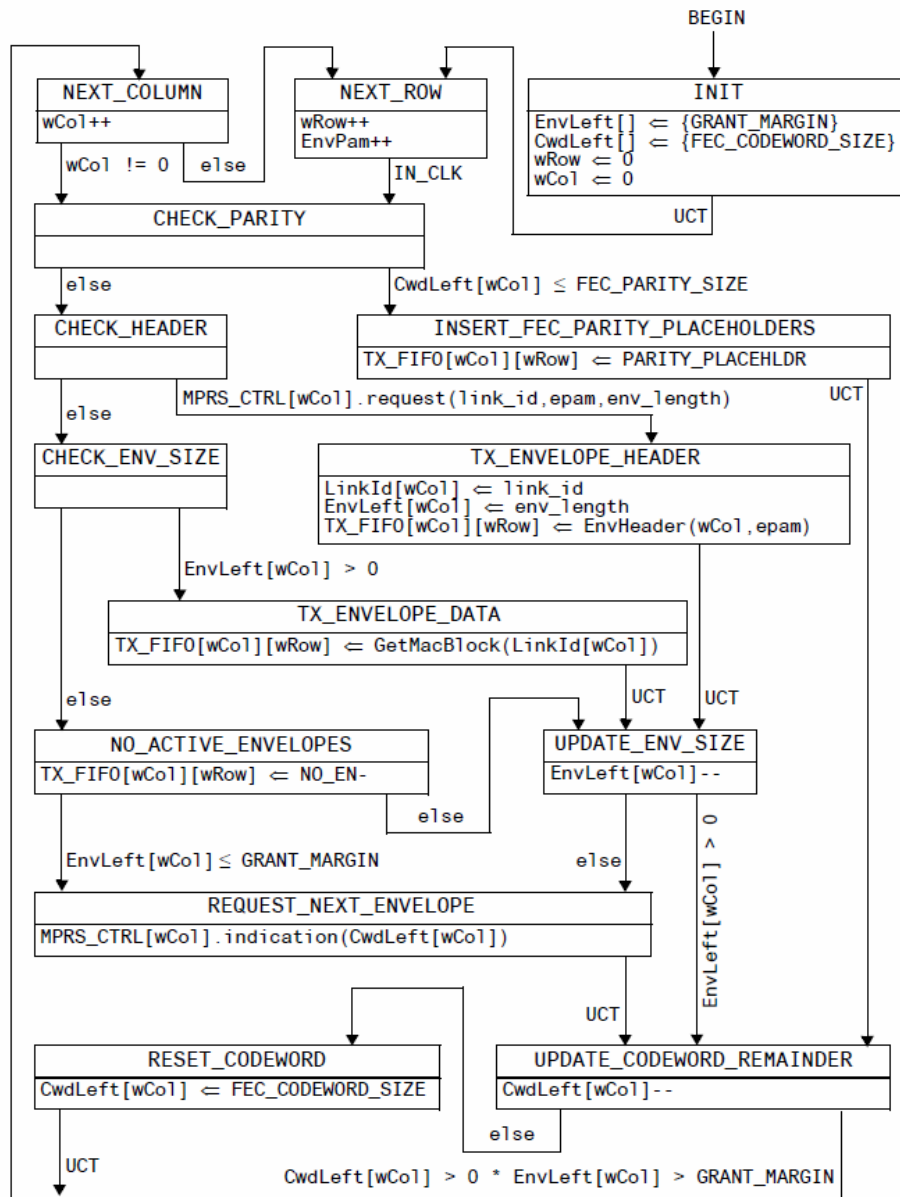 BEGIN
NEXT_COLUMN
wCol++
NEXT_ROW
wRow++
EnvPam++
INIT
EnvLeft[] ⇐ {GRANT_MARGIN}
CwdLeft[] ⇐ {FEC_CODEWORD_SIZE}
wRow ⇐ 0
wCol ⇐ 0
wCol != 0
else
IN_CLK
UCT
CHECK_PARITY
else
CwdLeft[wCol] ≤ FEC_PARITY_SIZE
CHECK_HEADER
INSERT_FEC_PARITY_PLACEHOLDERS
TX_FIFO[wCol][wRow] ⇐ PARITY_PLACEHLDR
MPRS_CTRL[wCol].request(link_id,epam,env_length)
UCT
else
CHECK_ENV_SIZE
TX_ENVELOPE_HEADER
LinkId[wCol] ⇐ link_id
EnvLeft[wCol] ⇐ env_length
TX_FIFO[wCol][wRow] ⇐ EnvHeader(wCol,epam)
EnvLeft[wCol] > 0
TX_ENVELOPE_DATA
TX_FIFO[wCol][wRow] ⇐ GetMacBlock(LinkId[wCol])
else
UCT
UCT
NO_ACTIVE_ENVELOPES
TX_FIFO[wCol][wRow] ⇐ NO_EN-
UPDATE_ENV_SIZE
EnvLeft[wCol]--
else
EnvLeft[wCol] ≤ GRANT_MARGIN
else
EnvLeft[wCol] > 0
REQUEST_NEXT_ENVELOPE
MPRS_CTRL[wCol].indication(CwdLeft[wCol])
UCT
RESET_CODEWORD
CwdLeft[wCol] ⇐ FEC_CODEWORD_SIZE
UPDATE_CODEWORD_REMAINDER
CwdLeft[wCol]--
else
UCT
CwdLeft[wCol] > 0 * EnvLeft[wCol] > GRANT_MARGIN